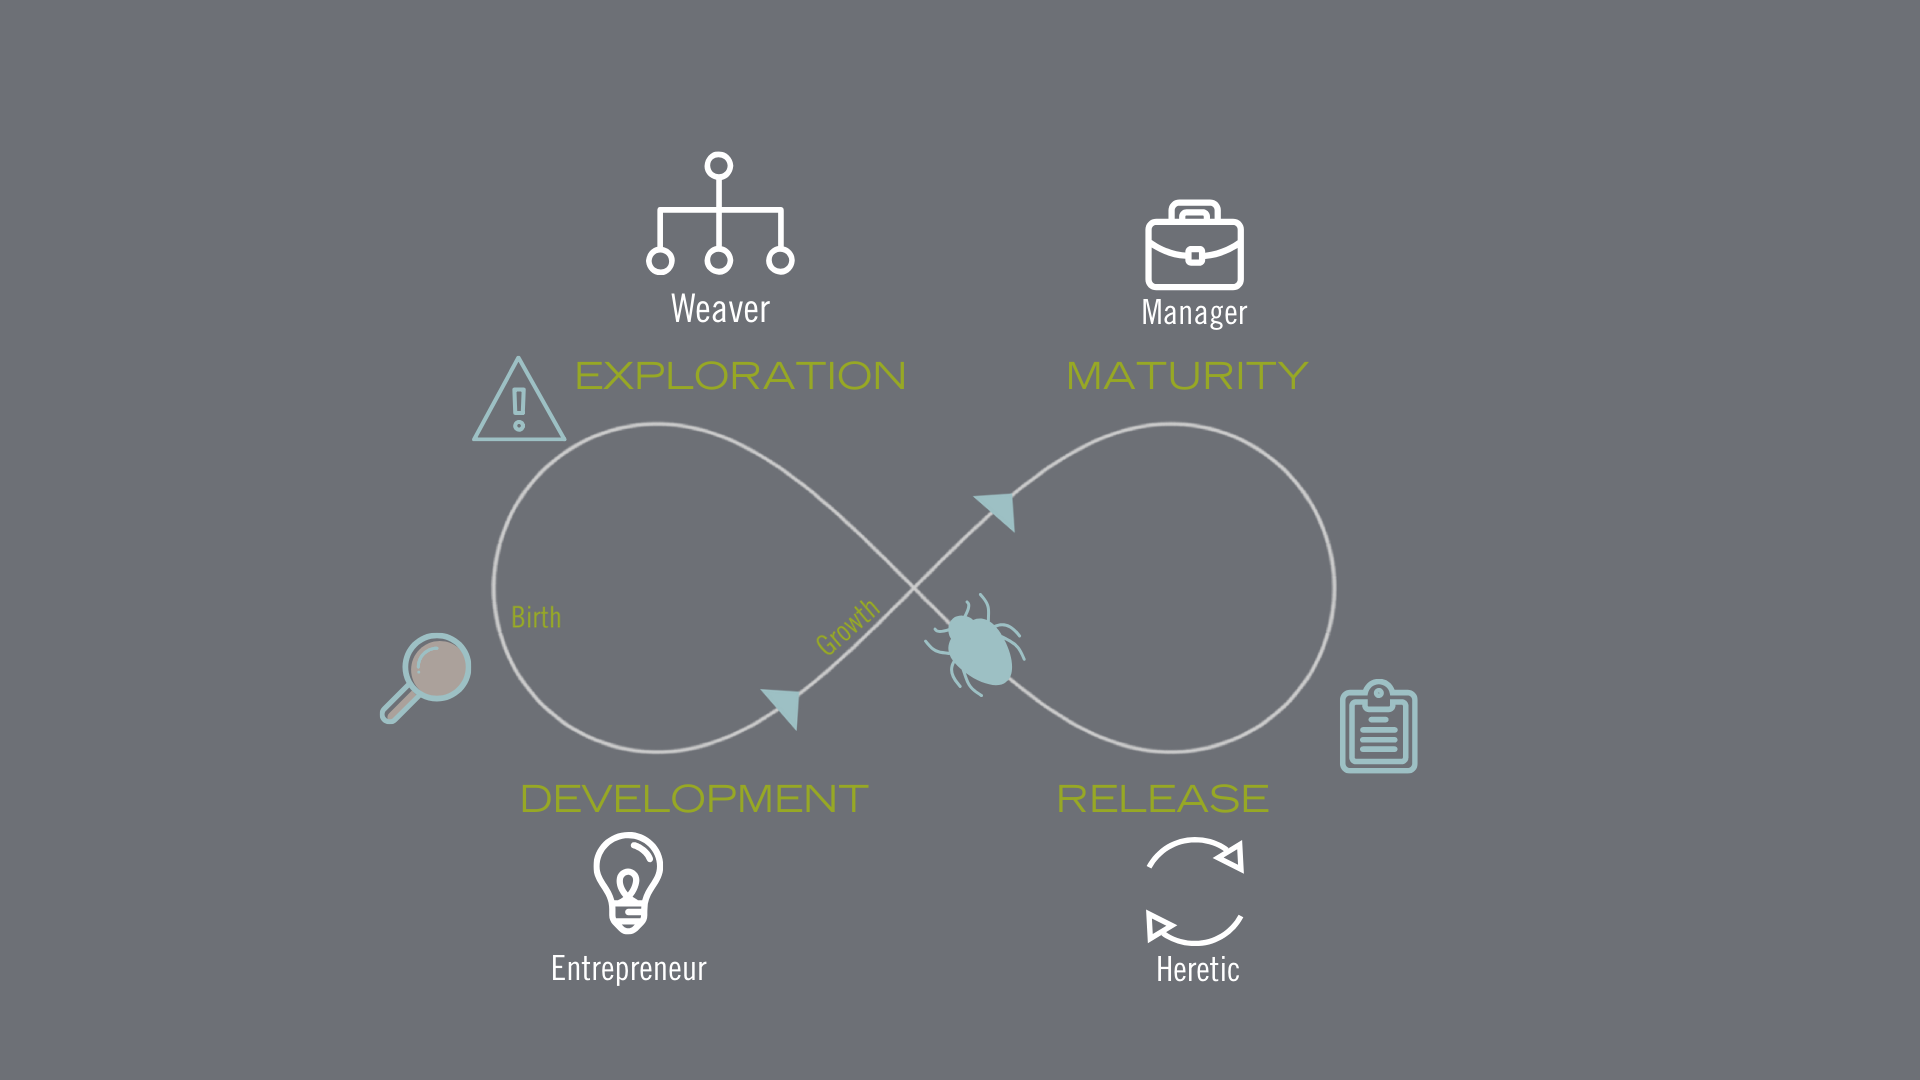 Weaver
Manager
EXPLORATION
MATURITY
Birth
Growth
DEVELOPMENT
RELEASE
Entrepreneur
Heretic